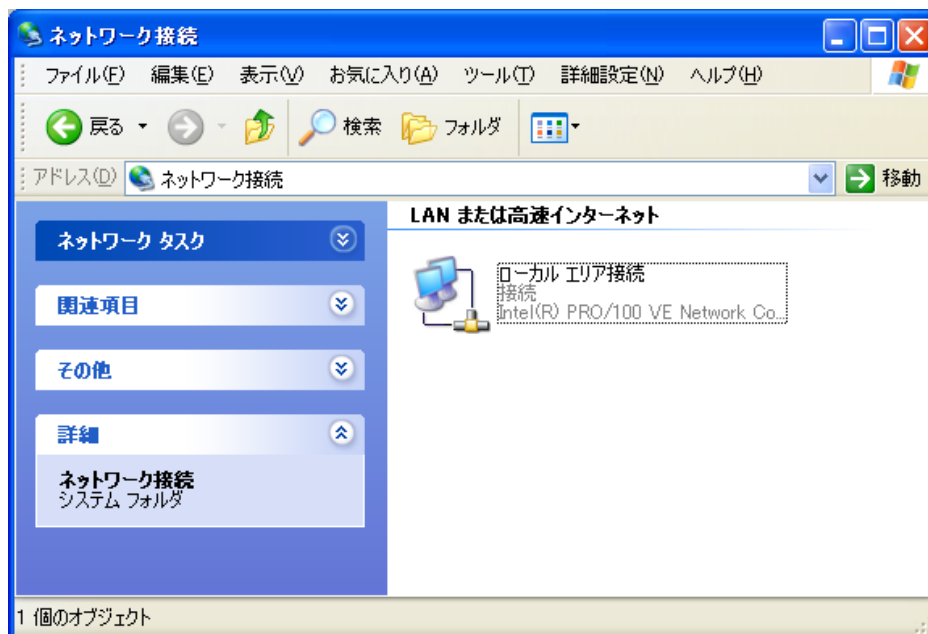 ネットワーク接続
ファイル(F) 編集(E) 表示(V) お気に入り(A) ツール(T) 詳細設定(N) ヘルプ(H)
戻る 検索 フォルダ
アドレス(D) ネットワーク接続 移動
ネットワーク タスク
関連項目
その他
詳細
ネットワーク接続
システム フォルダ
LAN または高速インターネット
ローカル エリア接続
接続
Intel(R) PRO/100 VE Network Co...
1 個のオブジェクト